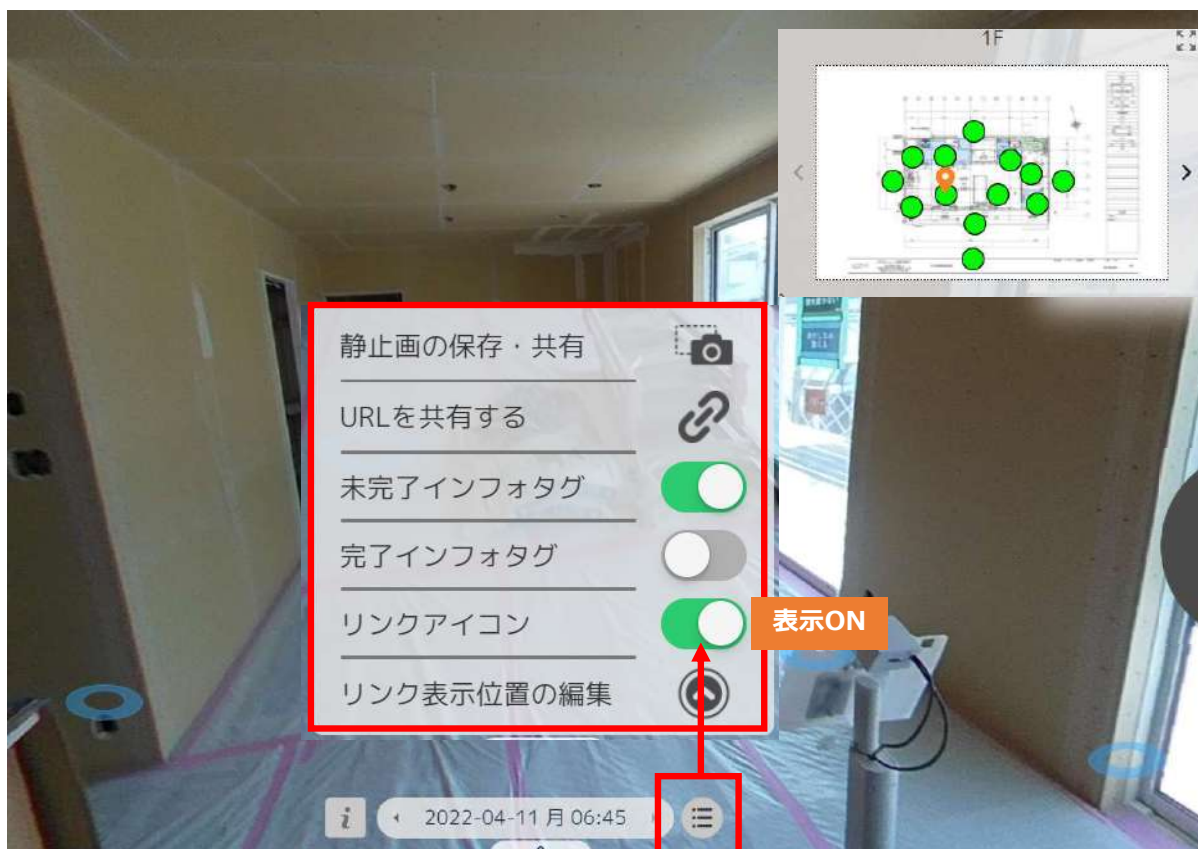 1F
静止画の保存・共有
URLを共有する
未完了インフォタグ
完了インフォタグ
リンクアイコン
表示ON
リンク表示位置の編集
i
2022-04-11 月 06:45